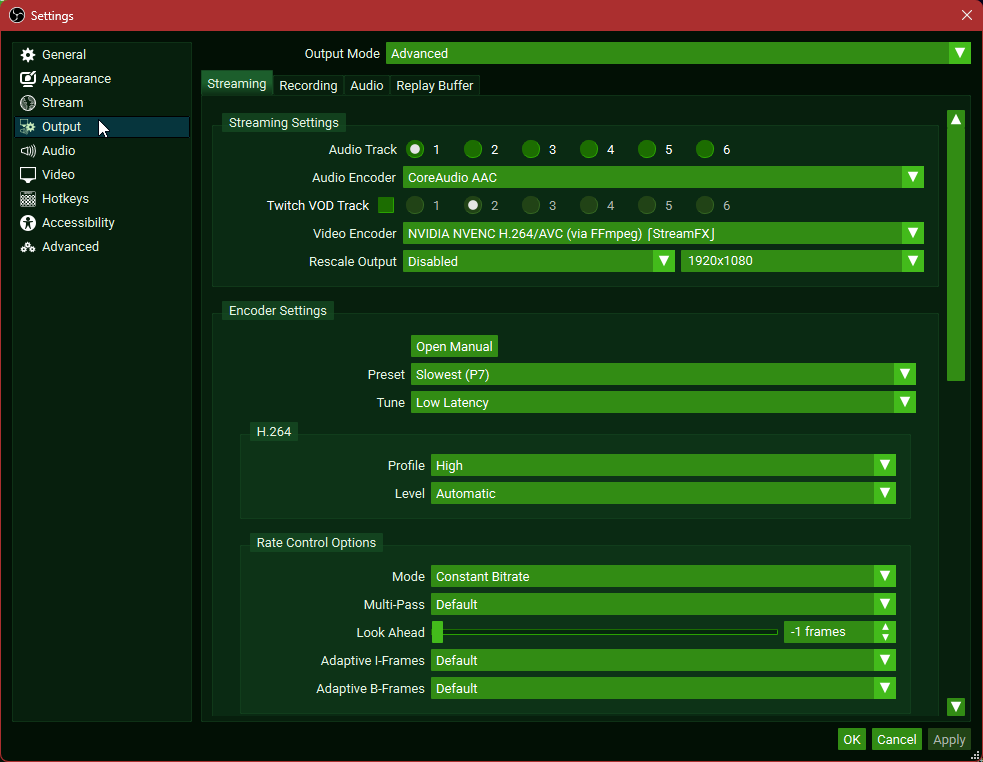 Settings
General
Appearance
Stream
Output
Audio
Video
Hotkeys
Accessibility
Advanced
Output Mode Advanced
Streaming Recording Audio Replay Buffer
Streaming Settings
Audio Track 1 2 3 4 5 6
Audio Encoder CoreAudio AAC
Twitch VOD Track 1 2 3 4 5 6
Video Encoder NVIDIA NVENC H.264/AVC (via FFmpeg) ⌈StreamFX⌋
Rescale Output Disabled 1920x1080
Encoder Settings
Open Manual
Preset Slowest (P7)
Tune Low Latency
H.264
Profile High
Level Automatic
Rate Control Options
Mode Constant Bitrate
Multi-Pass Default
Look Ahead -1 frames
Adaptive I-Frames Default
Adaptive B-Frames Default
OK Cancel Apply